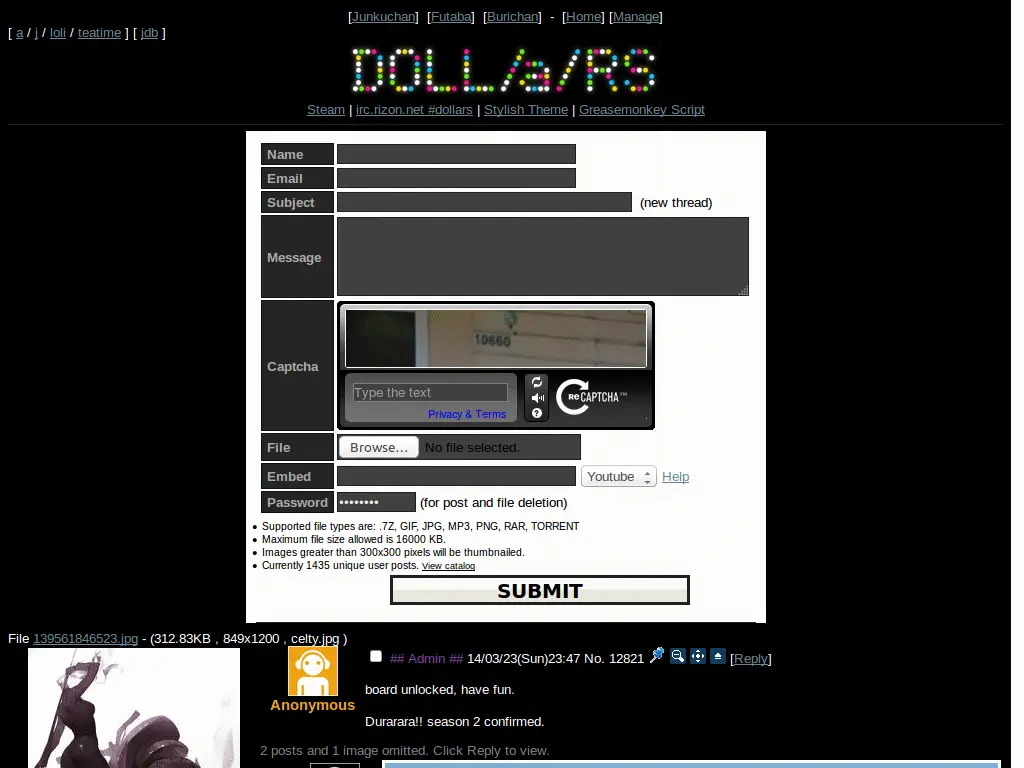 [Junkuchan] [Futaba] [Burichan] - [Home] [Manage]
[ a / j / loli / teatime ] [ jdb ]
DOLL/a/RS
Steam | irc.rizon.net #dollars | Stylish Theme | Greasemonkey Script
Name
Email
Subject (new thread)
Message
10660
Captcha
Type the text
Privacy & Terms
reCAPTCHA™
File Browse... No file selected.
Embed Youtube Help
Password •••••••• (for post and file deletion)
• Supported file types are: .7Z, GIF, JPG, MP3, PNG, RAR, TORRENT
• Maximum file size allowed is 16000 KB.
• Images greater than 300x300 pixels will be thumbnailed.
• Currently 1435 unique user posts. View catalog
SUBMIT
File 139561846523.jpg - (312.83KB , 849x1200 , celty.jpg )
## Admin ## 14/03/23(Sun)23:47 No. 12821 [Reply]
Anonymous
board unlocked, have fun.
Durarara!! season 2 confirmed.
2 posts and 1 image omitted. Click Reply to view.